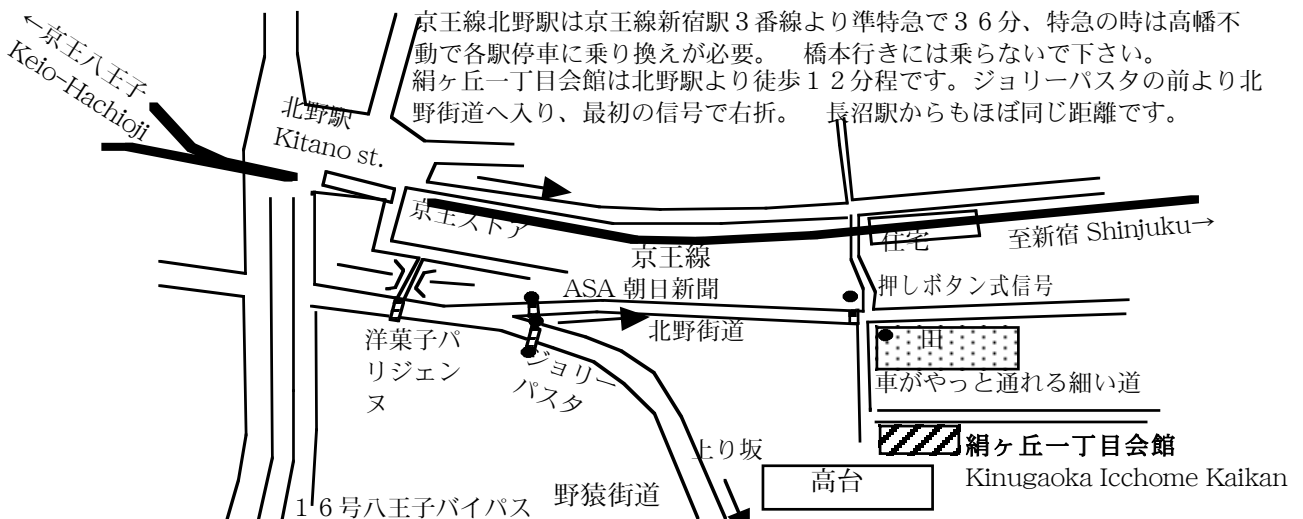 京王線北野駅は京王線新宿駅３番線より準特急で３６分、特急の時は高幡不
動で各駅停車に乗り換えが必要。　橋本行きには乗らないで下さい。
絹ヶ丘一丁目会館は北野駅より徒歩１２分程です。ジョリーパスタの前より北
野街道へ入り、最初の信号で右折。　長沼駅からもほぼ同じ距離です。
←京王八王子
Keio-Hachioji
北野駅
Kitano st.
京王ストア
京王線
住宅
至新宿 Shinjuku→
ASA 朝日新聞
押しボタン式信号
北野街道
洋菓子パ
リジェン
ヌ
ジョリー
パスタ
田
車がやっと通れる細い道
上り坂
絹ヶ丘一丁目会館
Kinugaoka Icchome Kaikan
高台
野猿街道
１６号八王子バイパス